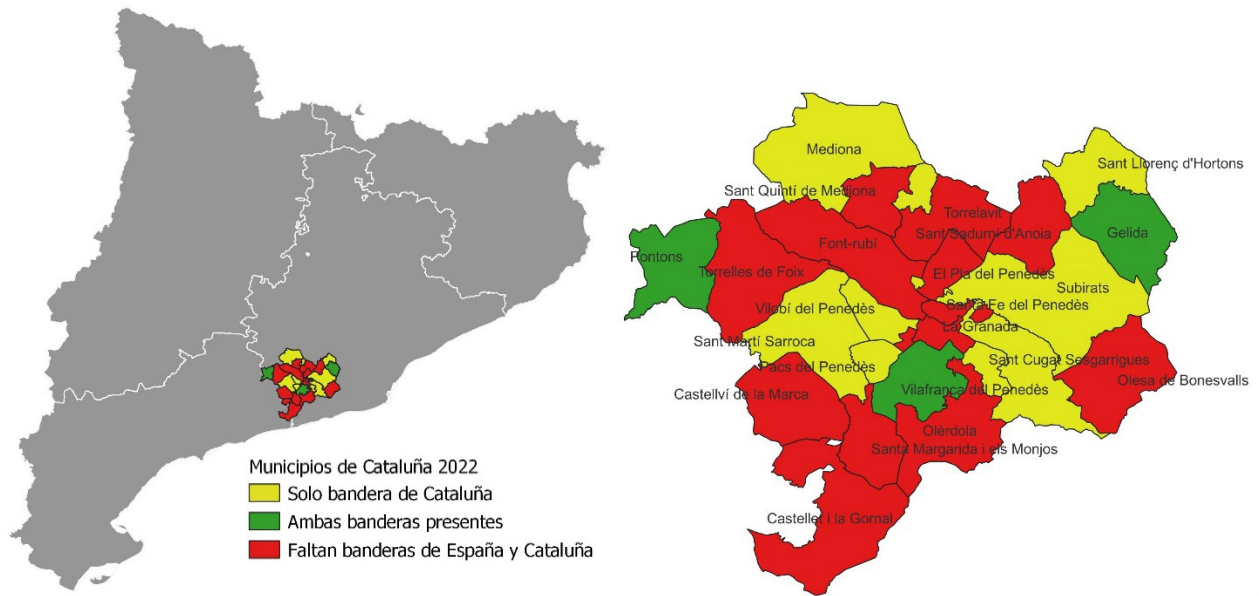 Municipios de Cataluña 2022
Solo bandera de Cataluña
Ambas banderas presentes
Faltan banderas de España y Cataluña
Mediona
Sant Llorenç d'Hortons
Sant Quintí de Mediona
Torrelavit
Gelida
Sant Sadurní d'Anoia
Font-rubí
Pontons
Torrelles de Foix
El Pla del Penedès
Subirats
Vilobí del Penedès
Santa Fe del Penedès
La Granada
Sant Martí Sarroca
Sant Cugat Sesgarrigues
Pacs del Penedès
Olesa de Bonesvalls
Castellví de la Marca
Vilafranca del Penedès
Olèrdola
Santa Margarida i els Monjos
Castellet i la Gornal